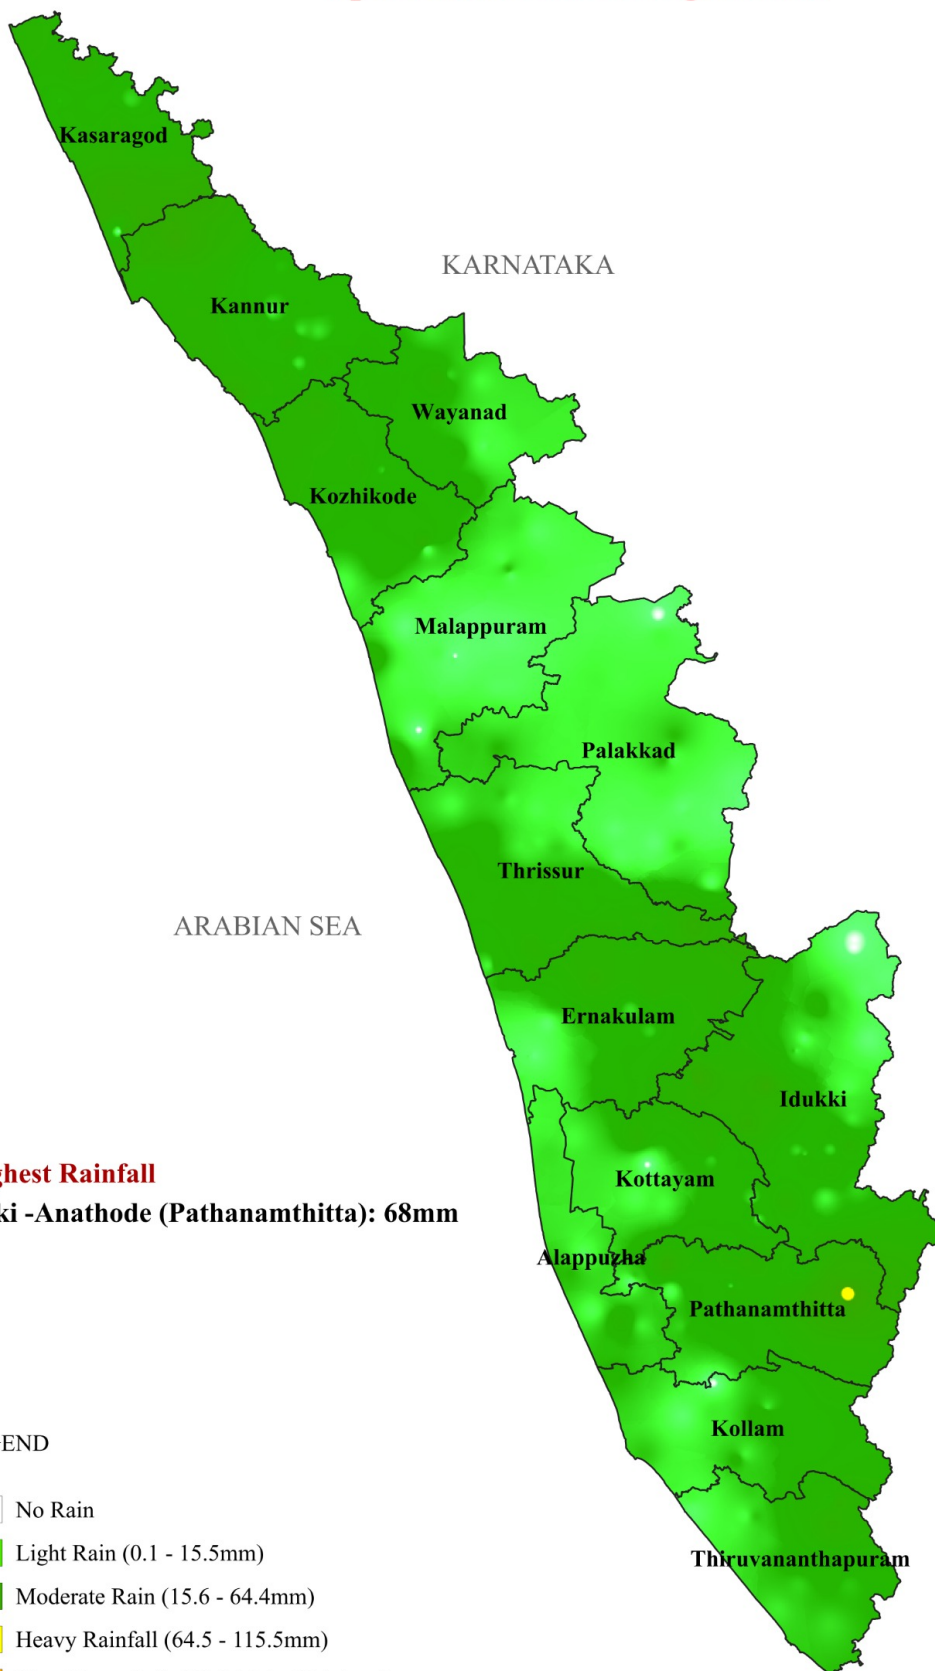 Kasaragod
KARNATAKA
Kannur
Wayanad
Kozhikode
Malappuram
Palakkad
Thrissur
ARABIAN SEA
Ernakulam
Idukki
ghest Rainfall
Kottayam
ki -Anathode (Pathanamthitta): 68mm
Alappuzha
Pathanamthitta
Kollam
END
No Rain
Light Rain (0.1 - 15.5mm)
Thiruvananthapuram
Moderate Rain (15.6 - 64.4mm)
Heavy Rainfall (64.5 - 115.5mm)